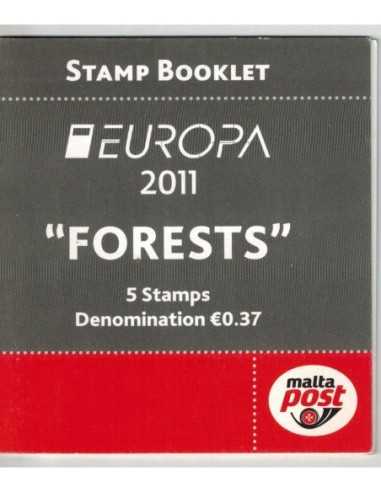 STAMP BOOKLET
EUROPA
2011
“FORESTS”
5 Stamps
Denomination €0.37
malta
post